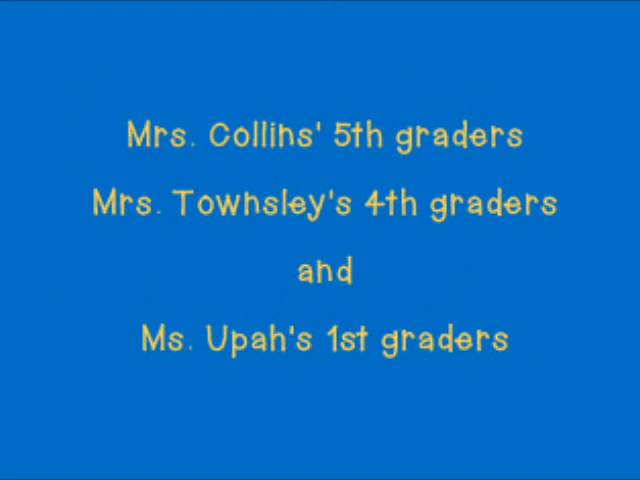 Mrs. Collins' 5th graders
Mrs. Townsley's 4th graders
and
Ms. Upah's 1st graders